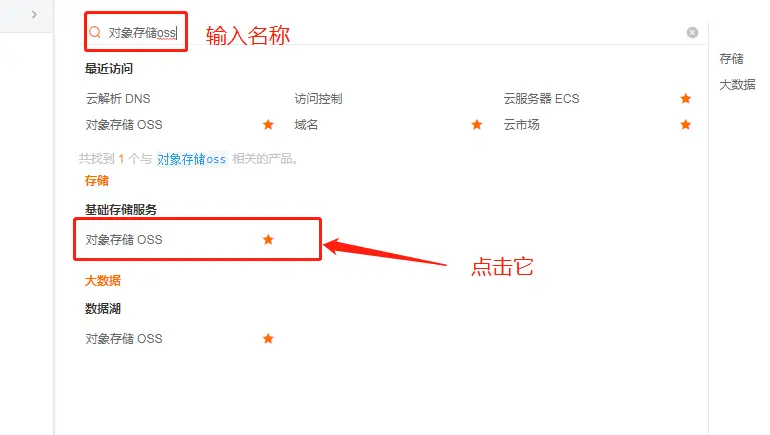 对象存储oss 输入名称
存储
最近访问
大数据
云解析 DNS 访问控制 云服务器 ECS
对象存储 OSS 域名 云市场
共找到 1 个与 对象存储oss 相关的产品。
存储
基础存储服务
对象存储 OSS
点击它
大数据
数据湖
对象存储 OSS